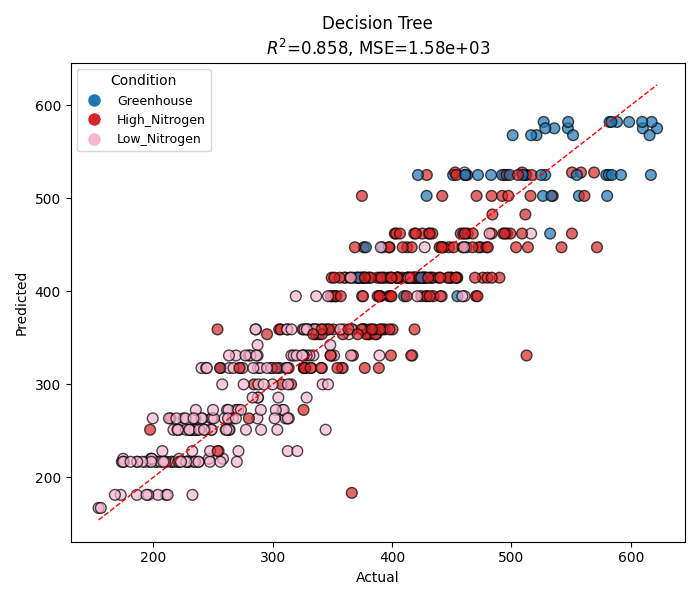 Decision Tree
R²=0.858, MSE=1.58e+03
Condition
Greenhouse
High_Nitrogen
Low_Nitrogen
600
500
400
300
200
Predicted
200 300 400 500 600
Actual